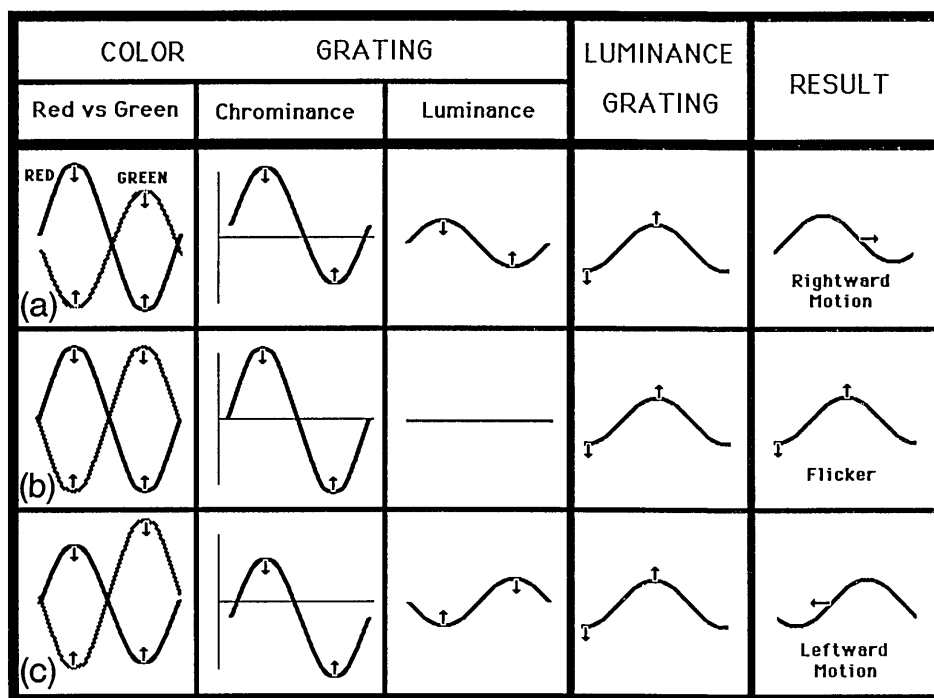 COLOR GRATING
LUMINANCE
GRATING
RESULT
Red vs Green
Chrominance
Luminance
RED
GREEN
(a)
Rightward
Motion
(b)
Flicker
(c)
Leftward
Motion